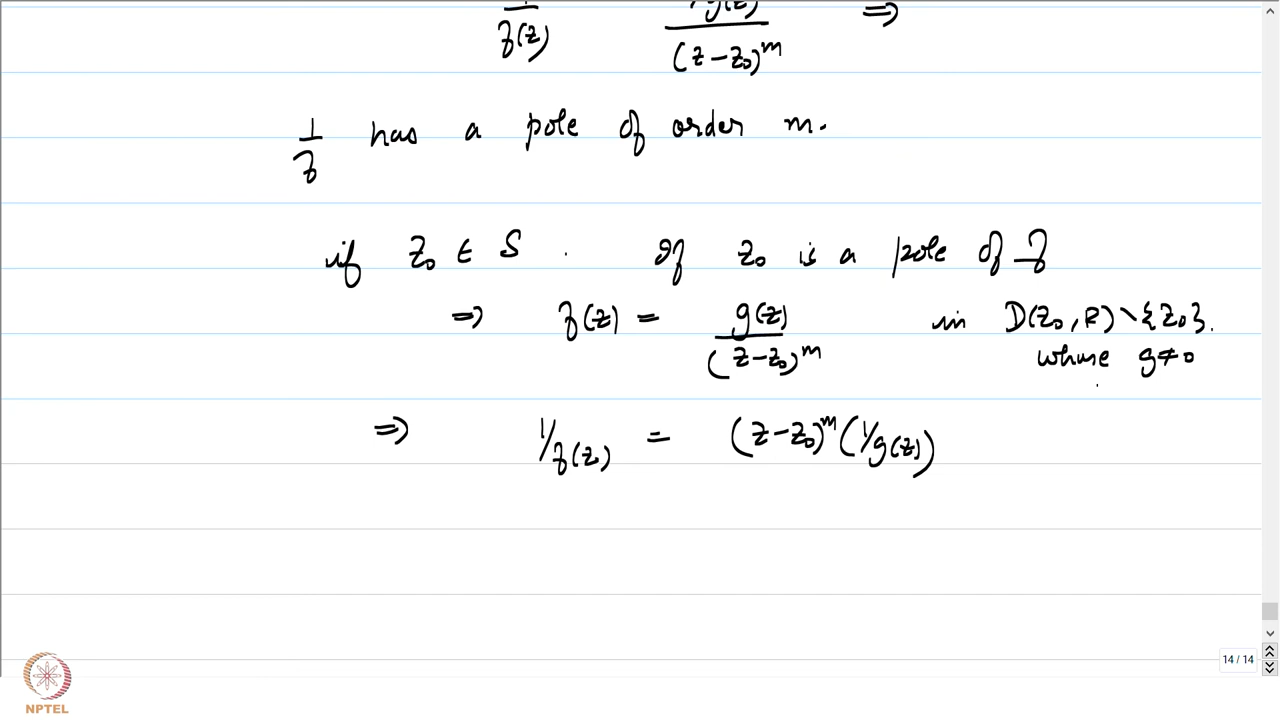 1/f(z) 1/g(z)/(z-z₀)^m ⇒
1/f has a pole of order m.
if z₀ ∈ S . If z₀ is a pole of f
⇒ f(z) = g(z)/(z-z₀)^m in D(z₀, R) \ {z₀}.
where g≠0
⇒ 1/f(z) = (z-z₀)^m (1/g(z))
14 / 14
NPTEL